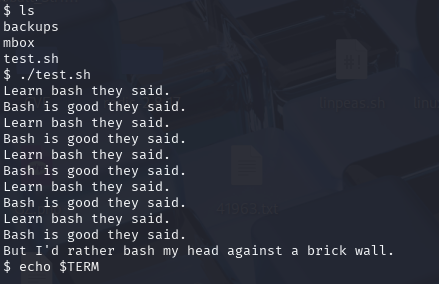 $ ls
backups
mbox
test.sh
$ ./test.sh
Learn bash they said.
Bash is good they said.
Learn bash they said.
Bash is good they said.
Learn bash they said.
Bash is good they said.
Learn bash they said.
Bash is good they said.
Learn bash they said.
Bash is good they said.
But I'd rather bash my head against a brick wall.
$ echo $TERM
linpeas.sh